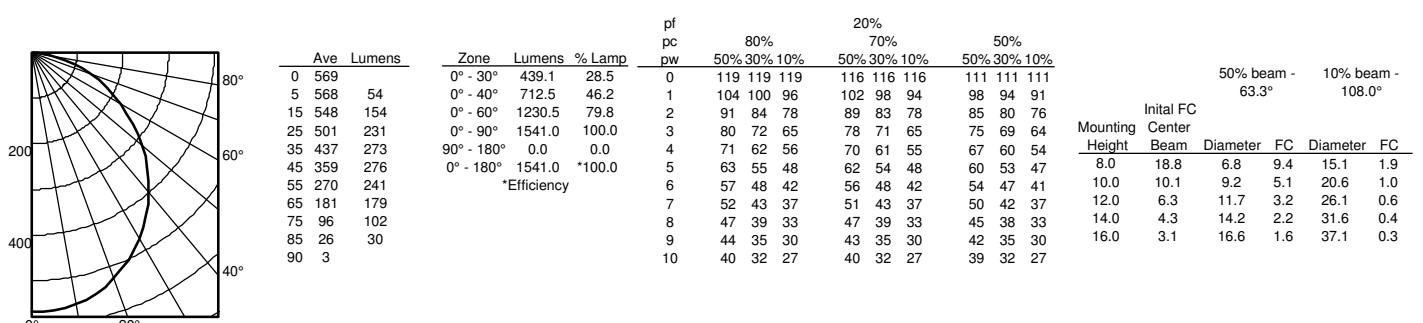 80°
60°
40°
200
400
0° 20°
Ave Lumens
0 569
5 568 54
15 548 154
25 501 231
35 437 273
45 359 276
55 270 241
65 181 179
75 96 102
85 26 30
90 3
Zone Lumens % Lamp
0° - 30° 439.1 28.5
0° - 40° 712.5 46.2
0° - 60° 1230.5 79.8
0° - 90° 1541.0 100.0
90° - 180° 0.0 0.0
0° - 180° 1541.0 *100.0
*Efficiency
pf 20%
pc 80% 70% 50%
pw 50% 30% 10% 50% 30% 10% 50% 30% 10%
0 119 119 119 116 116 116 111 111 111
1 104 100 96 102 98 94 98 94 91
2 91 84 78 89 83 78 85 80 76
3 80 72 65 78 71 65 75 69 64
4 71 62 56 70 61 55 67 60 54
5 63 55 48 62 54 48 60 53 47
6 57 48 42 56 48 42 54 47 41
7 52 43 37 51 43 37 50 42 37
8 47 39 33 47 39 33 45 38 33
9 44 35 30 43 35 30 42 35 30
10 40 32 27 40 32 27 39 32 27
50% beam - 10% beam -
63.3° 108.0°
Inital FC
Mounting Center
Height Beam Diameter FC Diameter FC
8.0 18.8 6.8 9.4 15.1 1.9
10.0 10.1 9.2 5.1 20.6 1.0
12.0 6.3 11.7 3.2 26.1 0.6
14.0 4.3 14.2 2.2 31.6 0.4
16.0 3.1 16.6 1.6 37.1 0.3